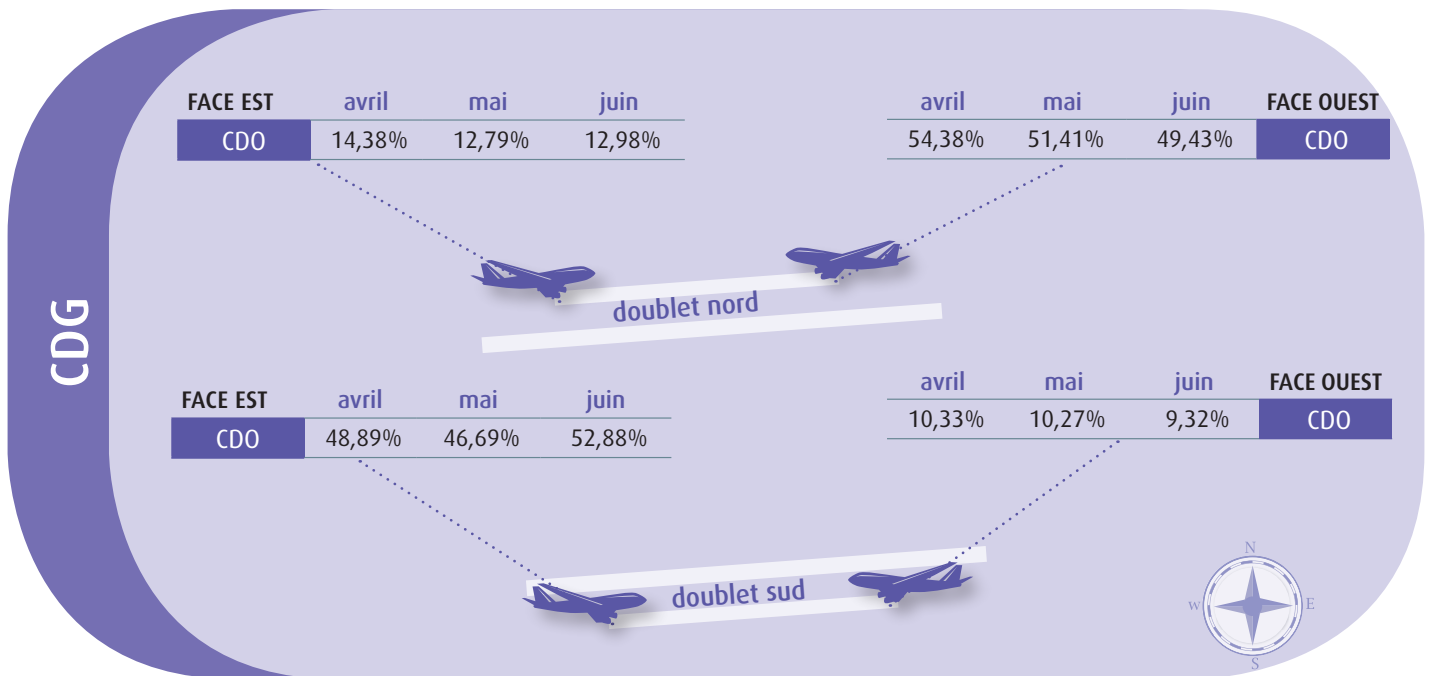 CDG
FACE EST avril mai juin
CDO 14,38% 12,79% 12,98%
avril mai juin FACE OUEST
54,38% 51,41% 49,43% CDO
doublet nord
FACE EST avril mai juin
CDO 48,89% 46,69% 52,88%
avril mai juin FACE OUEST
10,33% 10,27% 9,32% CDO
doublet sud
N
W E
S